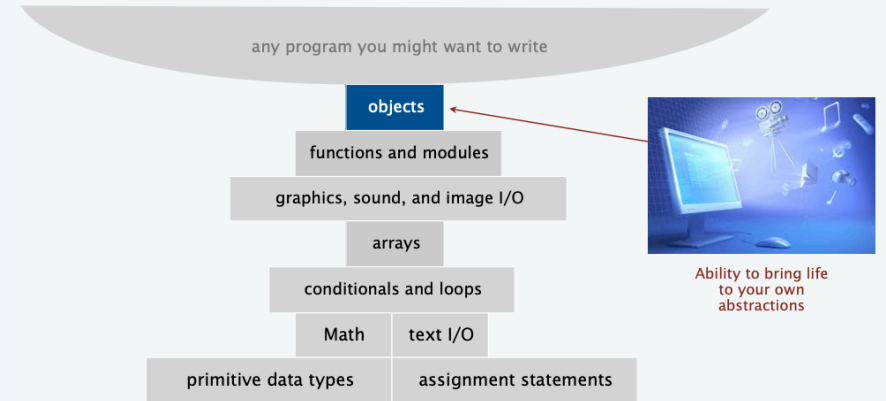 any program you might want to write
objects
functions and modules
graphics, sound, and image I/O
arrays
conditionals and loops
Math
text I/O
primitive data types
assignment statements
Ability to bring life
to your own
abstractions